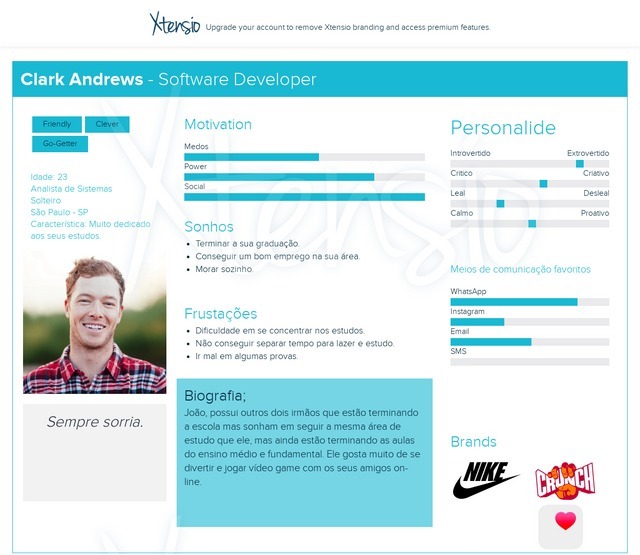 Xtensio Upgrade your account to remove Xtensio branding and access premium features.
Clark Andrews - Software Developer
Friendly Clever
Go-Getter
Idade: 23
Analista de Sistemas
Solteiro
São Paulo - SP
Característica: Muito dedicado
aos seus estudos.
Sempre sorria.
Motivation
Medos
Power
Social
Sonhos
Terminar a sua graduação.
Conseguir um bom emprego na sua área.
Morar sozinho.
Frustações
Dificuldade em se concentrar nos estudos.
Não conseguir separar tempo para lazer e estudo.
Ir mal em algumas provas.
Biografia;
João, possui outros dois irmãos que estão terminando
a escola mas sonham em seguir a mesma área de
estudo que ele, mas ainda estão terminando as aulas
do ensino médio e fundamental. Ele gosta muito de se
divertir e jogar vídeo game com os seus amigos on-
line.
Personalide
Introvertido Extrovertido
Crítico Criativo
Leal Desleal
Calmo Proativo
Meios de comunicação favoritos
WhatsApp
Instagram
Email
SMS
Brands
NIKE
CRUNCH
Xtensio